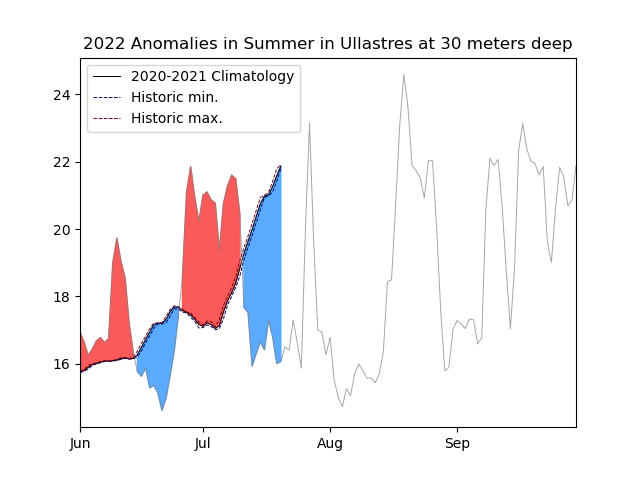 2022 Anomalies in Summer in Ullastres at 30 meters deep
2020-2021 Climatology
Historic min.
Historic max.
24
22
20
18
16
Jun Jul Aug Sep